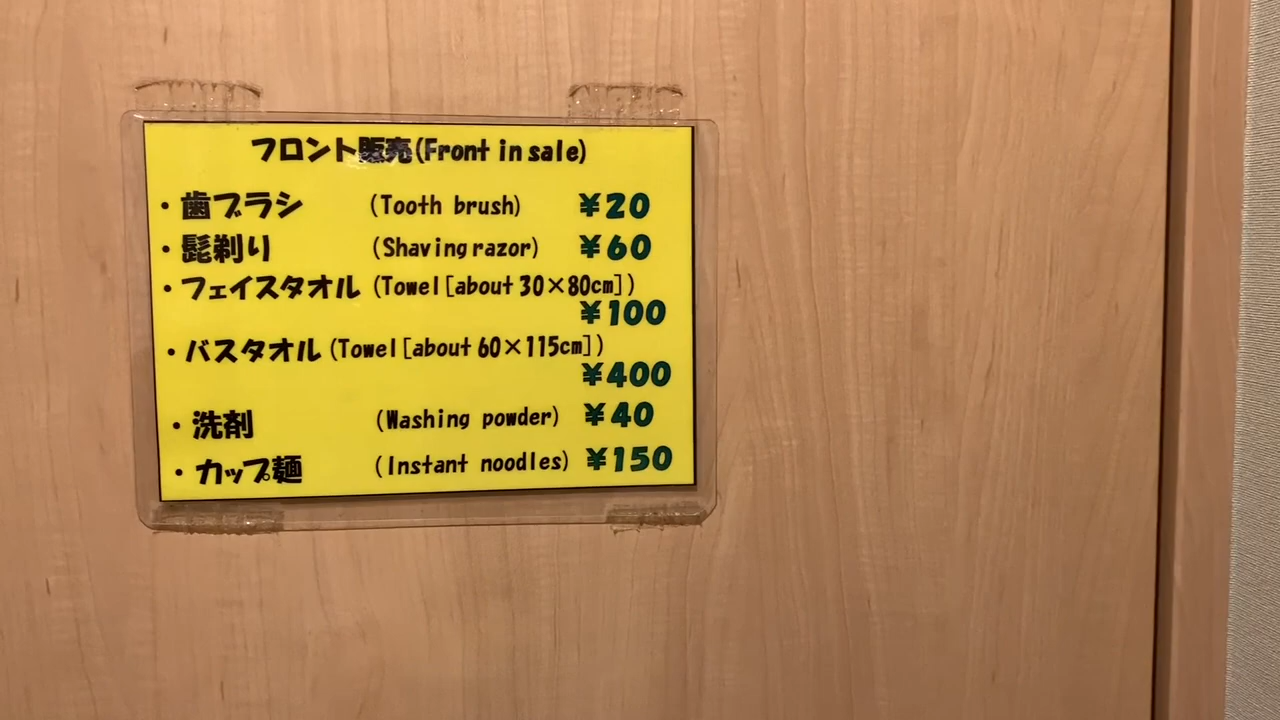 フロント販売(Front in sale)
・歯ブラシ (Tooth brush) ¥20
・髭剃り (Shaving razor) ¥60
・フェイスタオル (Towel[about 30×80cm])
¥100
・バスタオル (Towel[about 60×115cm])
¥400
・洗剤 (Washing powder) ¥40
・カップ麺 (Instant noodles) ¥150